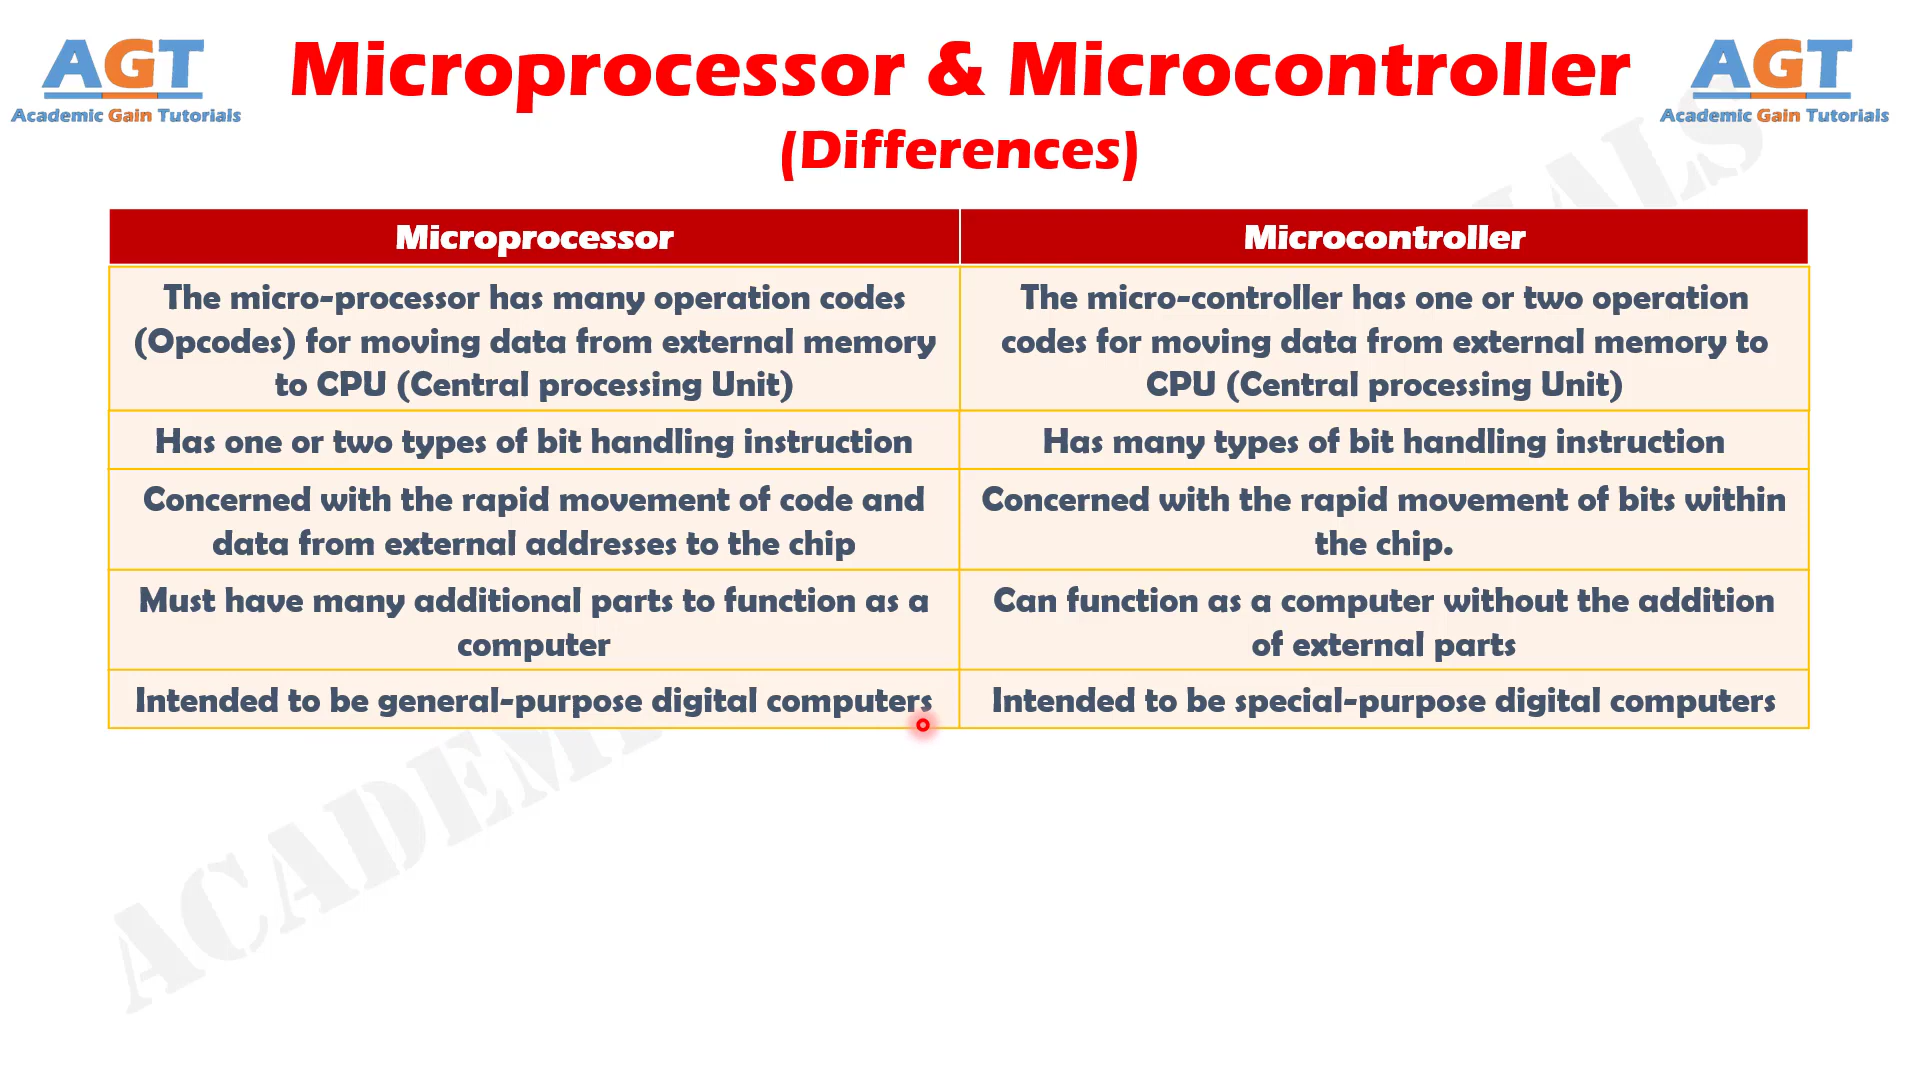 AGT
Academic Gain Tutorials
Microprocessor & Microcontroller
(Differences)
AGT
Academic Gain Tutorials
Microprocessor
Microcontroller
The micro-processor has many operation codes
(Opcodes) for moving data from external memory
to CPU (Central processing Unit)
The micro-controller has one or two operation
codes for moving data from external memory to
CPU (Central processing Unit)
Has one or two types of bit handling instruction
Has many types of bit handling instruction
Concerned with the rapid movement of code and
data from external addresses to the chip
Concerned with the rapid movement of bits within
the chip.
Must have many additional parts to function as a
computer
Can function as a computer without the addition
of external parts
Intended to be general-purpose digital computers
Intended to be special-purpose digital computers